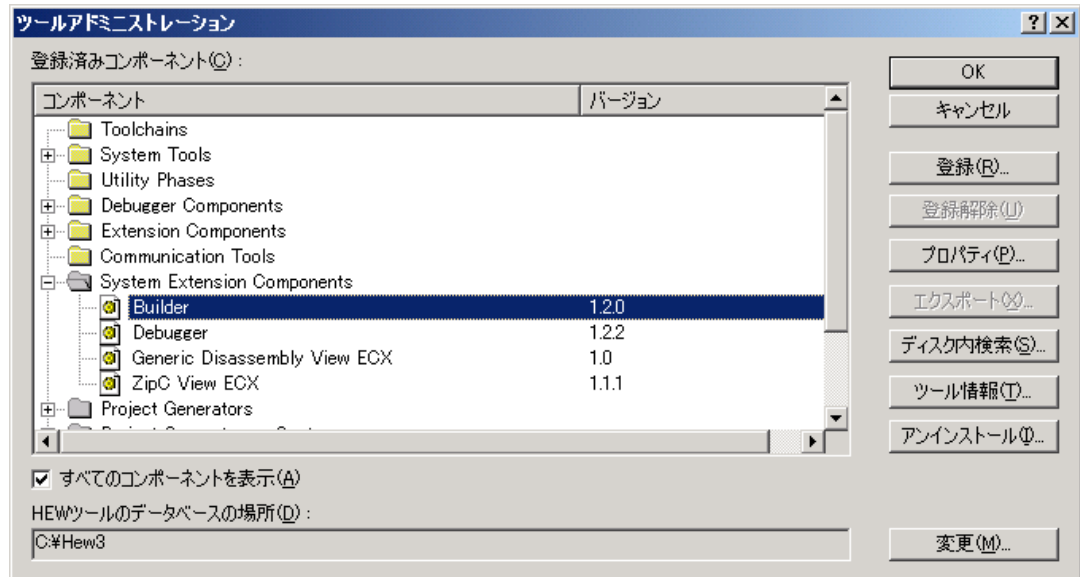 ツールアドミニストレーション
登録済みコンポーネント(C):
コンポーネント バージョン
Toolchains
System Tools
Utility Phases
Debugger Components
Extension Components
Communication Tools
System Extension Components
Builder 1.2.0
Debugger 1.2.2
Generic Disassembly View ECX 1.0
ZipC View ECX 1.1.1
Project Generators
すべてのコンポーネントを表示(A)
HEWツールのデータベースの場所(D):
C:¥Hew3
OK
キャンセル
登録(R)...
登録解除(U)
プロパティ(P)...
エクスポート(X)...
ディスク内検索(S)...
ツール情報(T)...
アンインストール(I)...
変更(M)...